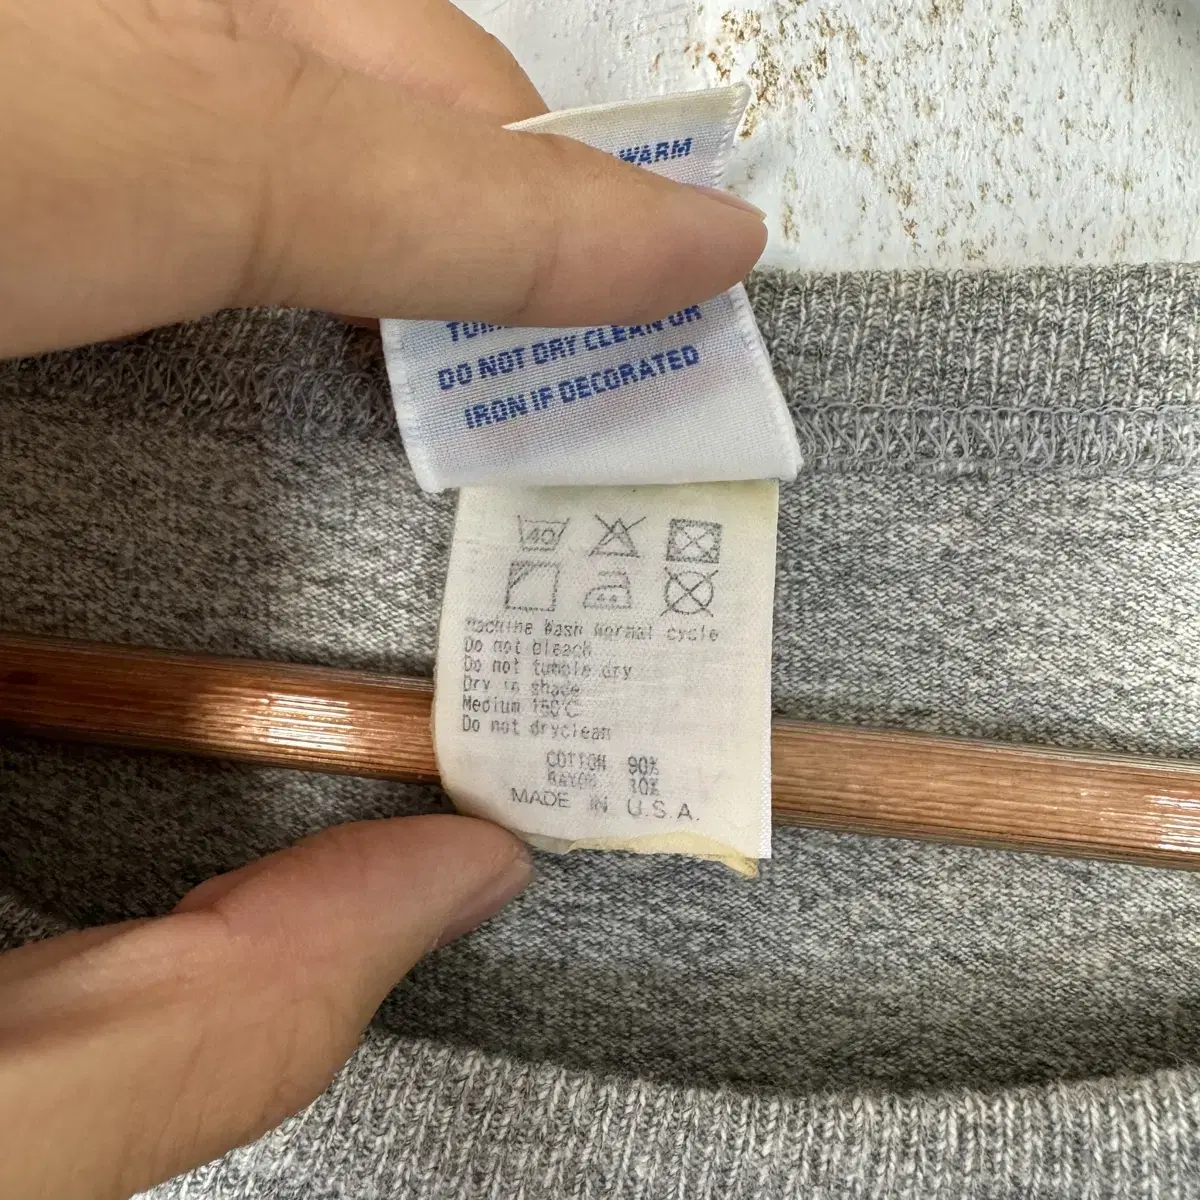 WARM
DO NOT DRY CLEAN OR
IRON IF DECORATED
40
Machine Wash Normal cycle
Do not bleach
Do not tumble dry
Dry in shade
Medium 150°C
Do not dryclean
COTTON 90%
RAYON 10%
MADE IN U.S.A.